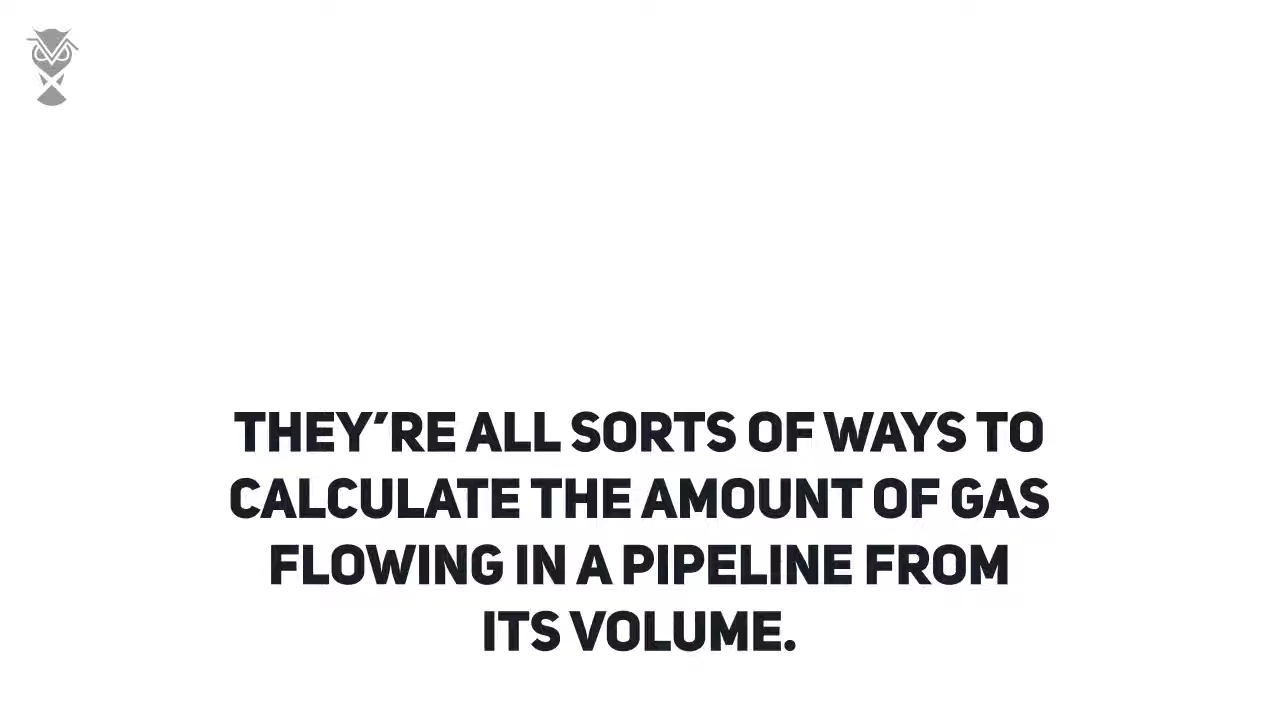 THEY’RE ALL SORTS OF WAYS TO
CALCULATE THE AMOUNT OF GAS
FLOWING IN A PIPELINE FROM
ITS VOLUME.